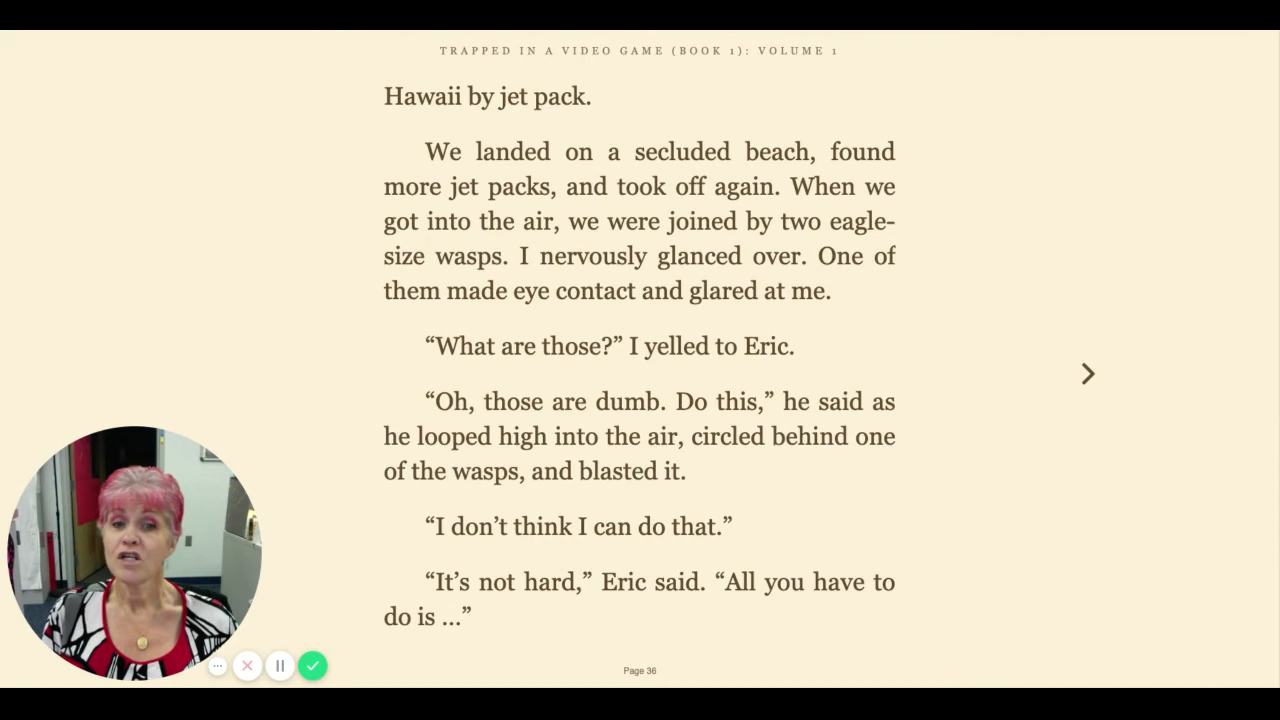 TRAPPED IN A VIDEO GAME (BOOK 1): VOLUME 1
Hawaii by jet pack.
We landed on a secluded beach, found
more jet packs, and took off again. When we
got into the air, we were joined by two eagle-
size wasps. I nervously glanced over. One of
them made eye contact and glared at me.
“What are those?” I yelled to Eric.
“Oh, those are dumb. Do this,” he said as
he looped high into the air, circled behind one
of the wasps, and blasted it.
“I don’t think I can do that.”
“It’s not hard,” Eric said. “All you have to
do is ...”
Page 36